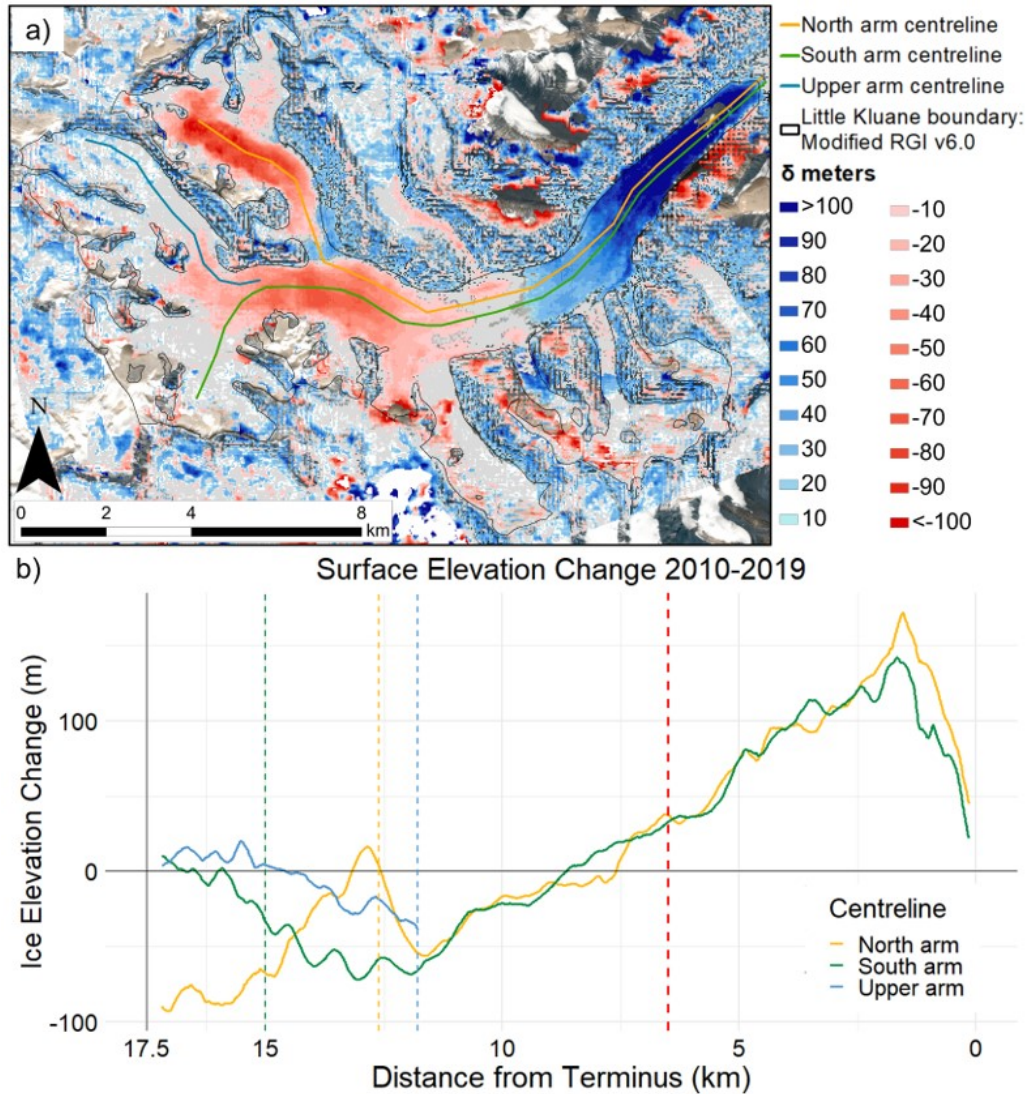 a)
North arm centreline
South arm centreline
Upper arm centreline
Little Kluane boundary:
Modified RGI v6.0
δ meters
>100
90
80
70
60
50
40
30
20
10
-10
-20
-30
-40
-50
-60
-70
-80
-90
<-100
N
0 2 4 8
km
b)
Surface Elevation Change 2010-2019
Ice Elevation Change (m)
100
0
-100
Centreline
North arm
South arm
Upper arm
17.5 15 10 5 0
Distance from Terminus (km)